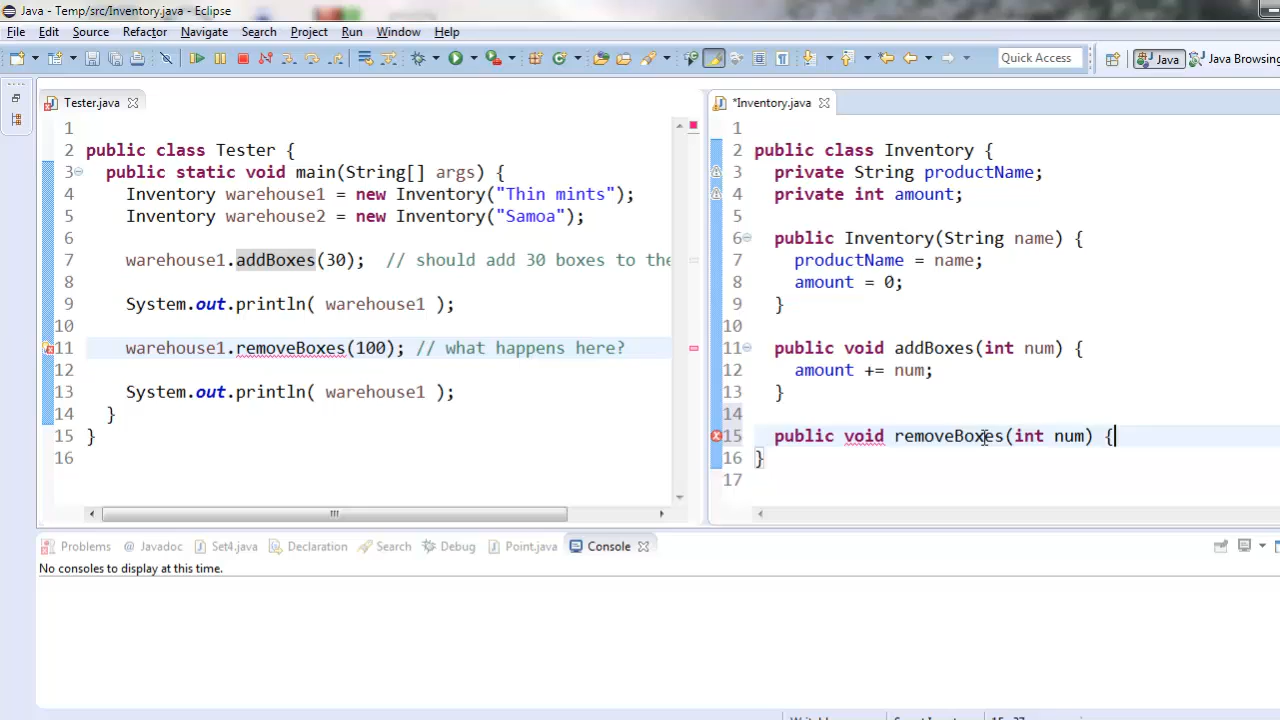 Java - Temp/src/Inventory.java - Eclipse
File Edit Source Refactor Navigate Search Project Run Window Help
Quick Access Java Java Browsing
Tester.java
1
2 public class Tester {
3 public static void main(String[] args) {
4 Inventory warehouse1 = new Inventory("Thin mints");
5 Inventory warehouse2 = new Inventory("Samoa");
6
7 warehouse1.addBoxes(30); // should add 30 boxes to the
8
9 System.out.println( warehouse1 );
10
11 warehouse1.removeBoxes(100); // what happens here?
12
13 System.out.println( warehouse1 );
14 }
15 }
16
*Inventory.java
1
2 public class Inventory {
3 private String productName;
4 private int amount;
5
6 public Inventory(String name) {
7 productName = name;
8 amount = 0;
9 }
10
11 public void addBoxes(int num) {
12 amount += num;
13 }
14
15 public void removeBoxes(int num) {
16 }
17
Problems @ Javadoc Set4.java Declaration Search Debug Point.java Console
No consoles to display at this time.